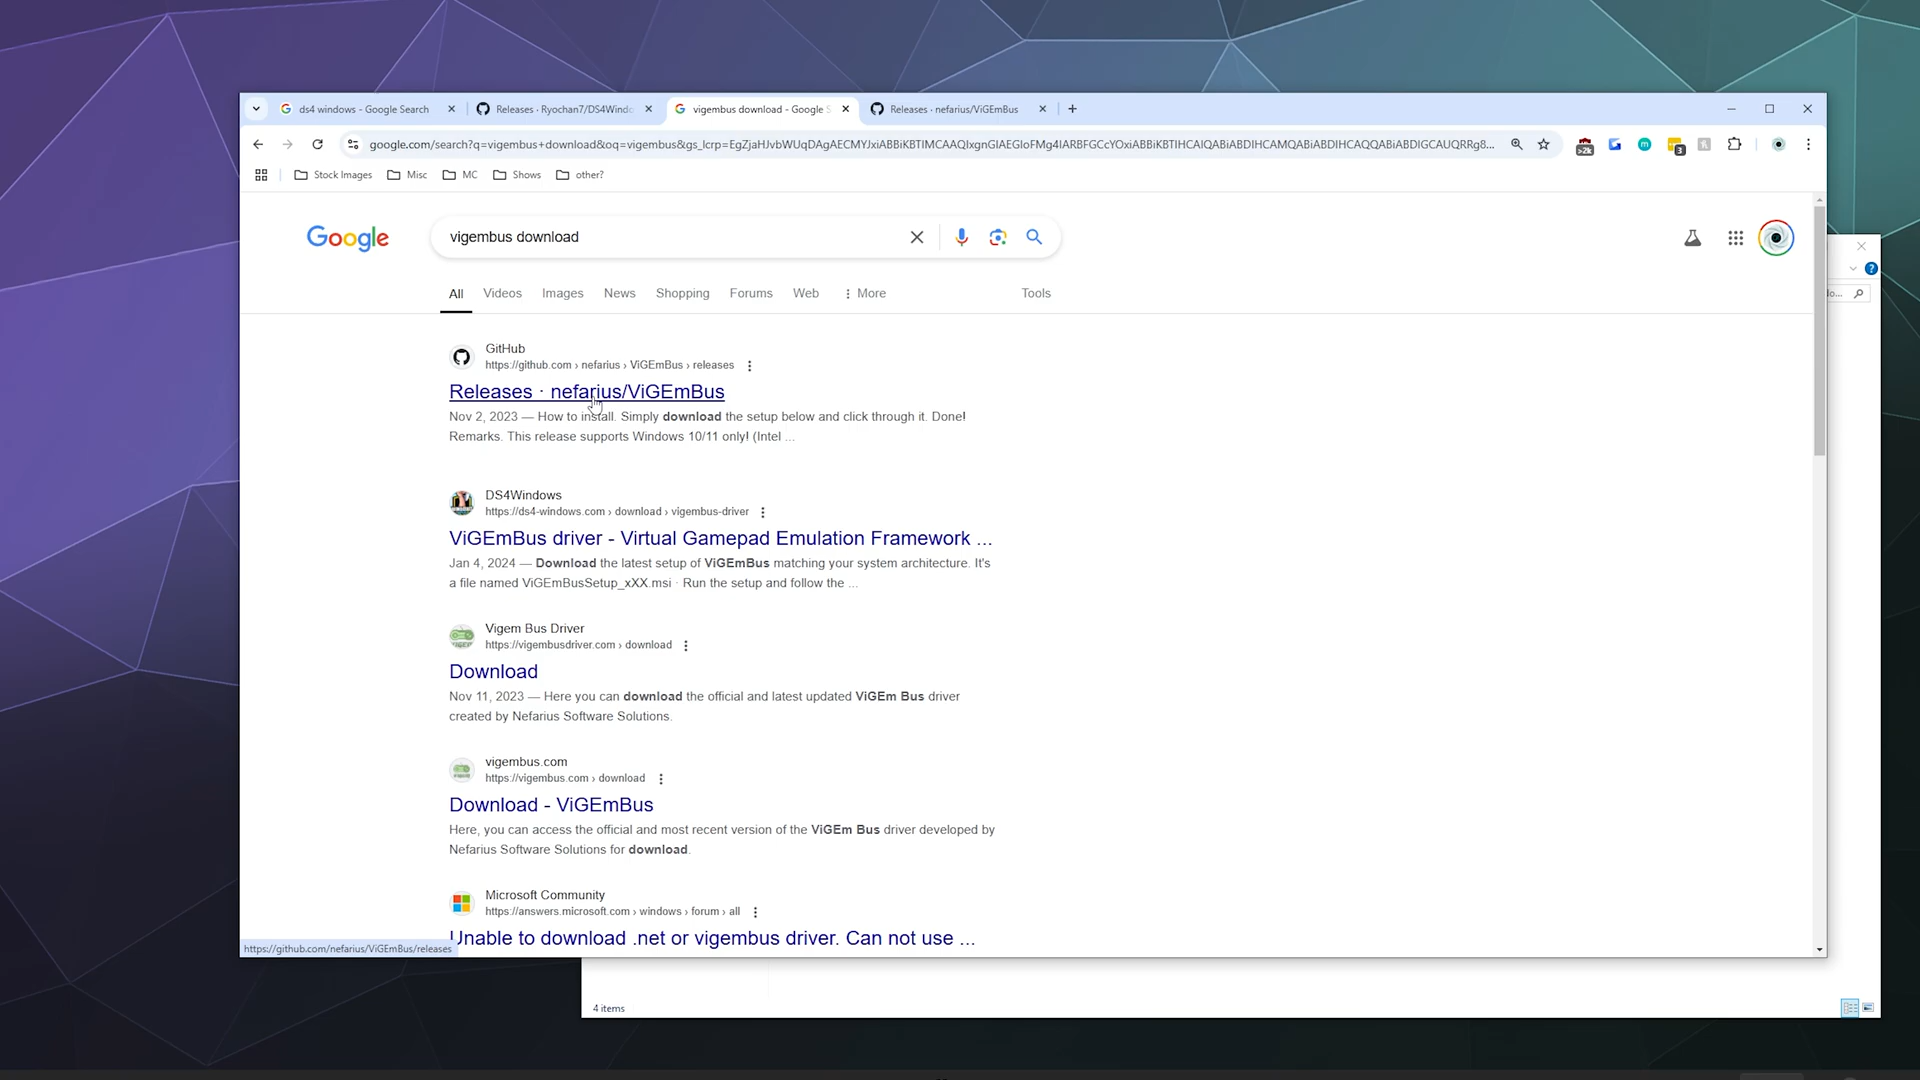 ds4 windows - Google Search
Releases · Ryochan7/DS4Windo
vigembus download - Google S
Releases · nefarius/ViGEmBus
google.com/search?q=vigembus+download&oq=vigembus&gs_lcrp=EgZjaHJvbWUqDAgAECMYJxiABBiKBTIMCAAQIxgnGIAEGIoFMg4IARBFGCcYOxiABBiKBTIHCAIQABiABDIHCAMQABiABDIHCAQQABiABDIGCAUQRRg8...
>2k
3
Stock Images
Misc
MC
Shows
other?
Google
vigembus download
All
Videos
Images
News
Shopping
Forums
Web
More
Tools
GitHub
https://github.com › nefarius › ViGEmBus › releases
Releases · nefarius/ViGEmBus
Nov 2, 2023 — How to install. Simply download the setup below and click through it. Done!
Remarks. This release supports Windows 10/11 only! (Intel ...
DS4Windows
https://ds4-windows.com › download › vigembus-driver
ViGEmBus driver - Virtual Gamepad Emulation Framework ...
Jan 4, 2024 — Download the latest setup of ViGEmBus matching your system architecture. It's
a file named ViGEmBusSetup_xXX.msi · Run the setup and follow the ...
Vigem Bus Driver
https://vigembusdriver.com › download
Download
Nov 11, 2023 — Here you can download the official and latest updated ViGEm Bus driver
created by Nefarius Software Solutions.
vigembus.com
https://vigembus.com › download
Download - ViGEmBus
Here, you can access the official and most recent version of the ViGEm Bus driver developed by
Nefarius Software Solutions for download.
Microsoft Community
https://answers.microsoft.com › windows › forum › all
Unable to download .net or vigembus driver. Can not use ...
https://github.com/nefarius/ViGEmBus/releases
4 items